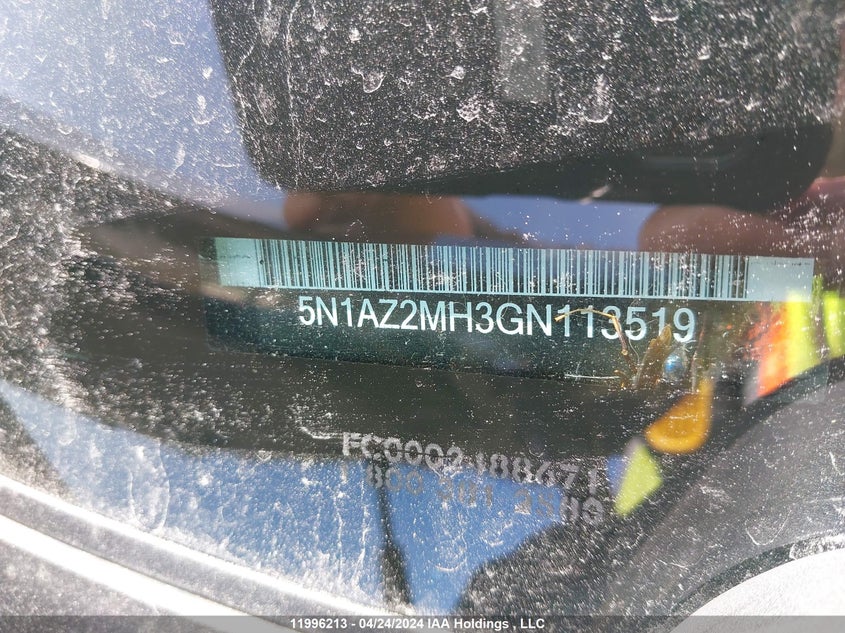 5N1AZ2MH3GN113519
11996213 - 04/24/2024 IAA Holdings , LLC